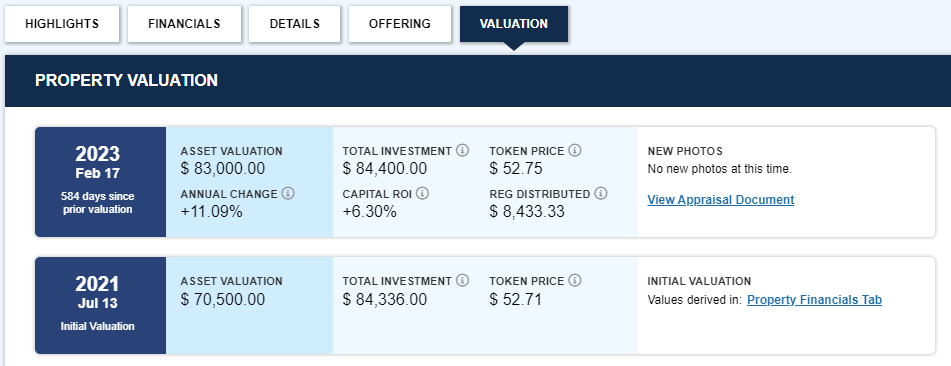 HIGHLIGHTS
FINANCIALS
DETAILS
OFFERING
VALUATION
PROPERTY VALUATION
2023
Feb 17
584 days since
prior valuation
ASSET VALUATION
$ 83,000.00
ANNUAL CHANGE
+11.09%
TOTAL INVESTMENT
$ 84,400.00
CAPITAL ROI
+6.30%
TOKEN PRICE
$ 52.75
REG DISTRIBUTED
$ 8,433.33
NEW PHOTOS
No new photos at this time.
View Appraisal Document
2021
Jul 13
Initial Valuation
ASSET VALUATION
$ 70,500.00
TOTAL INVESTMENT
$ 84,336.00
TOKEN PRICE
$ 52.71
INITIAL VALUATION
Values derived in: Property Financials Tab